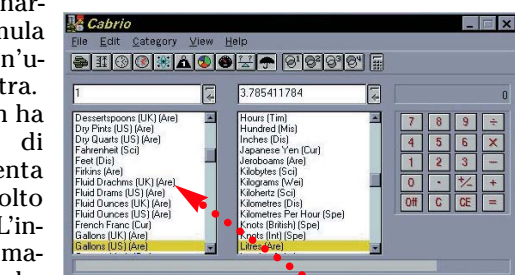 nar-
mula
n'u-
tra.
n ha
di
enta
olto
L'in-
ma-
Cabrio
File Edit Category View Help
1
3.785411784
0
Dessertspoons (UK) (Are)
Dry Pints (US) (Are)
Dry Quarts (US) (Are)
Fahrenheit (Sci)
Feet (Dis)
Firkins (Are)
Fluid Drachms (UK) (Are)
Fluid Drams (US) (Are)
Fluid Ounces (UK) (Are)
Fluid Ounces (US) (Are)
French Franc (Cur)
Gallons (UK) (Are)
Gallons (US) (Are)
Hours (Tim)
Hundred (Mis)
Inches (Dis)
Japanese Yen (Cur)
Jeroboams (Are)
Kilobytes (Sci)
Kilograms (Wei)
Kilohertz (Sci)
Kilometres (Dis)
Kilometres Per Hour (Spe)
Knots (British) (Spe)
Knots (Int) (Spe)
Litres (Are)
7 8 9 ÷
4 5 6 X
1 2 3 −
0 · +/- +
Off C CE =